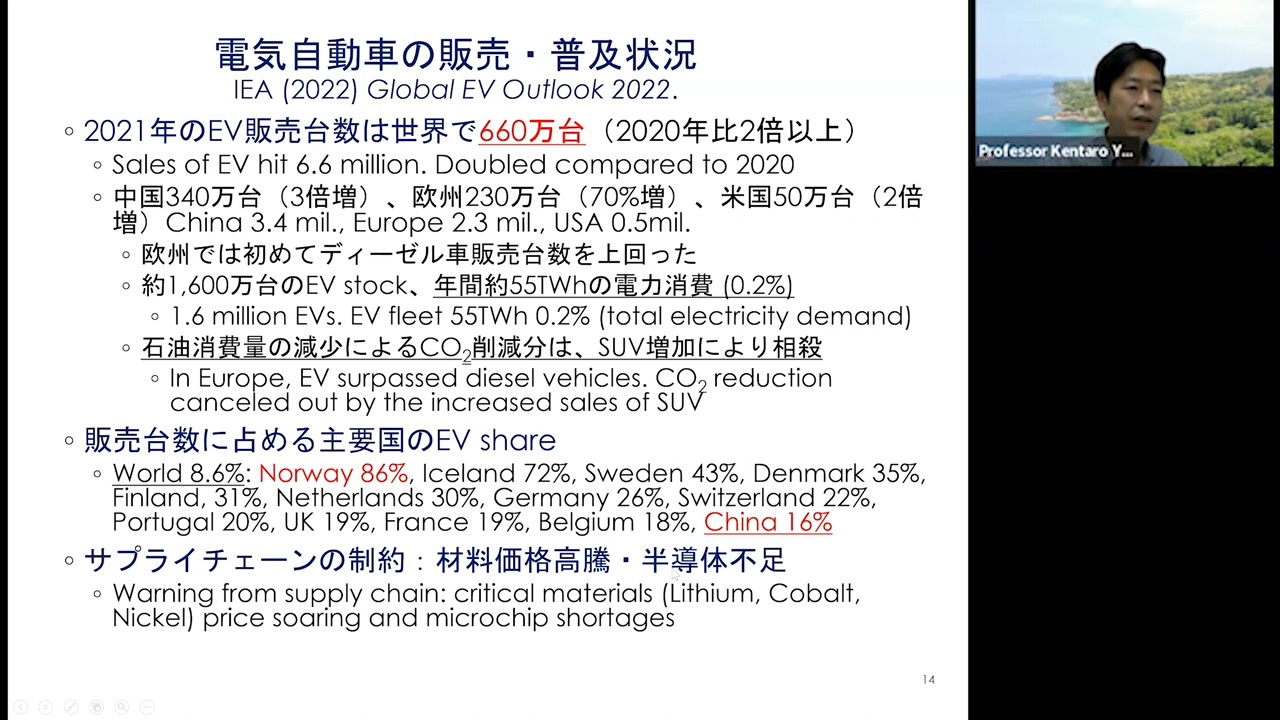 電気自動車の販売・普及状況
IEA (2022) Global EV Outlook 2022.
◦ 2021年のEV販売台数は世界で660万台（2020年比2倍以上）
◦ Sales of EV hit 6.6 million. Doubled compared to 2020
◦ 中国340万台（3倍増）、欧州230万台（70%増）、米国50万台（2倍
増）China 3.4 mil., Europe 2.3 mil., USA 0.5mil.
◦ 欧州では初めてディーゼル車販売台数を上回った
◦ 約1,600万台のEV stock、年間約55TWhの電力消費 (0.2%)
◦ 1.6 million EVs. EV fleet 55TWh 0.2% (total electricity demand)
◦ 石油消費量の減少によるCO2削減分は、SUV増加により相殺
◦ In Europe, EV surpassed diesel vehicles. CO2 reduction
canceled out by the increased sales of SUV
◦ 販売台数に占める主要国のEV share
◦ World 8.6%: Norway 86%, Iceland 72%, Sweden 43%, Denmark 35%,
Finland, 31%, Netherlands 30%, Germany 26%, Switzerland 22%,
Portugal 20%, UK 19%, France 19%, Belgium 18%, China 16%
◦ サプライチェーンの制約：材料価格高騰・半導体不足
◦ Warning from supply chain: critical materials (Lithium, Cobalt,
Nickel) price soaring and microchip shortages
14
Professor Kentaro Y...